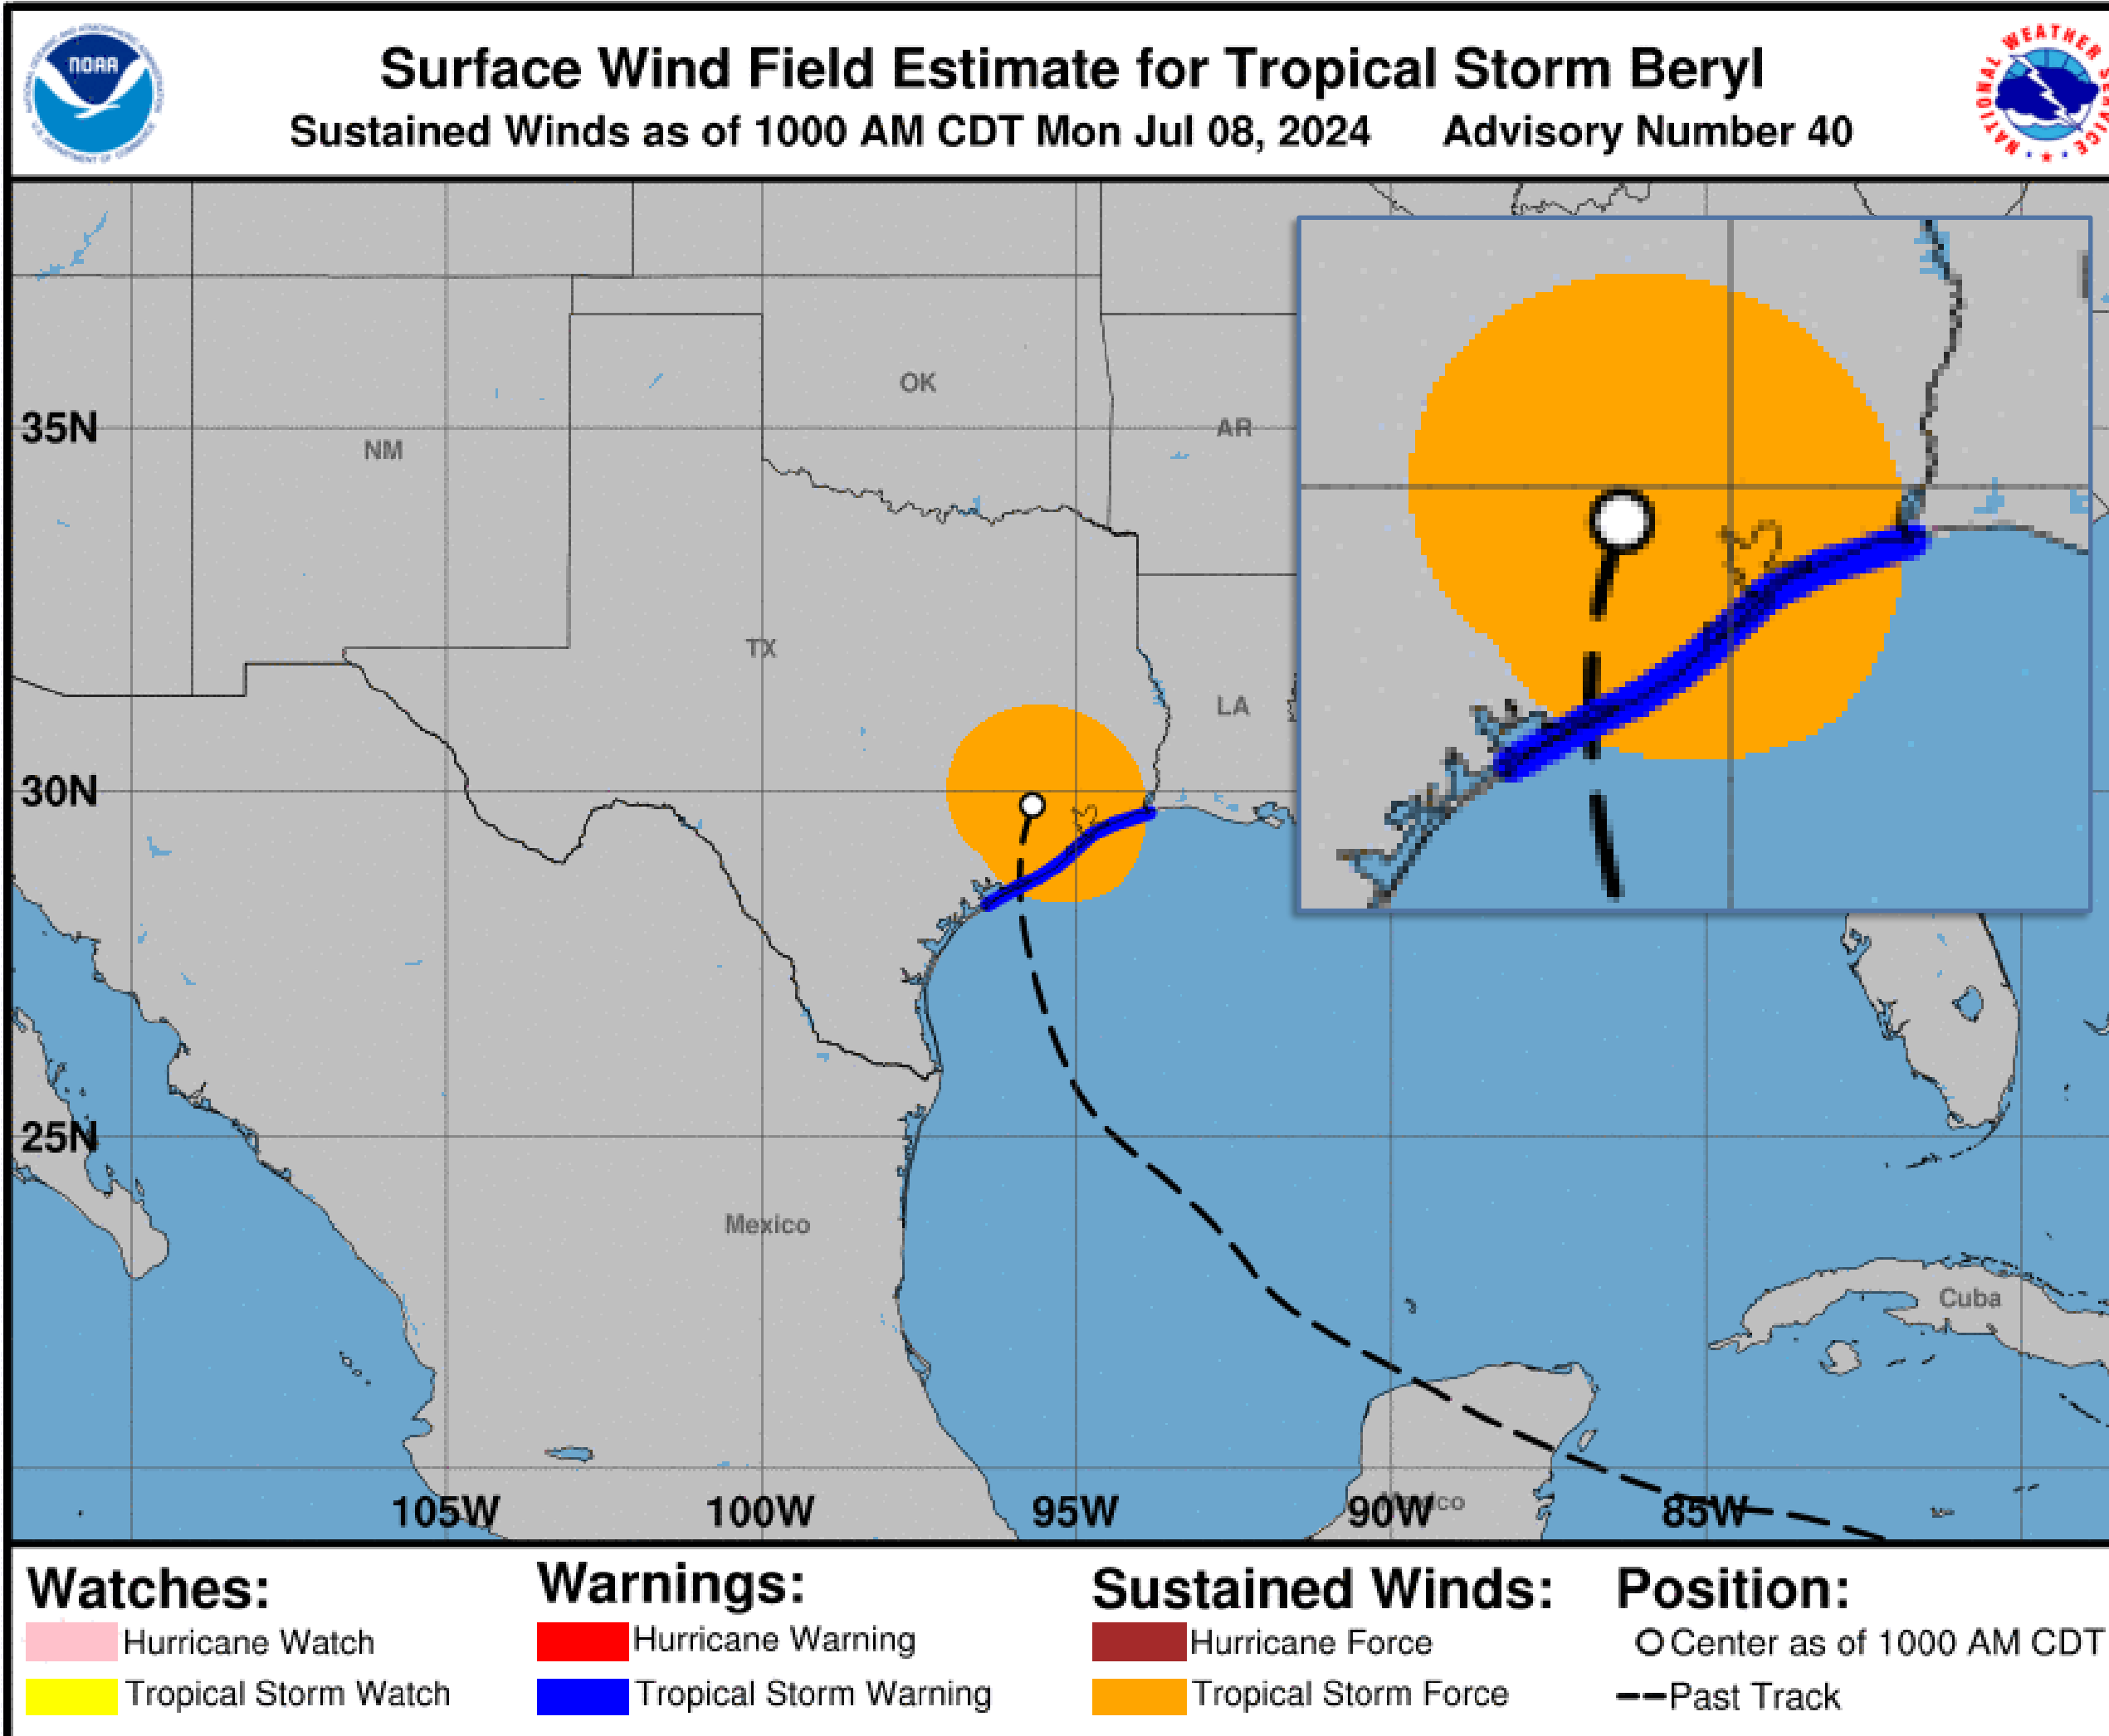 NOAA
NATIONAL WEATHER SERVICE
Surface Wind Field Estimate for Tropical Storm Beryl
Sustained Winds as of 1000 AM CDT Mon Jul 08, 2024 Advisory Number 40
OK
35N
AR
NM
TX
LA
30N
25N
Mexico
Cuba
105W
100W
95W
90W
85W
Watches:
Hurricane Watch
Tropical Storm Watch
Warnings:
Hurricane Warning
Tropical Storm Warning
Sustained Winds:
Hurricane Force
Tropical Storm Force
Position:
Center as of 1000 AM CDT
Past Track